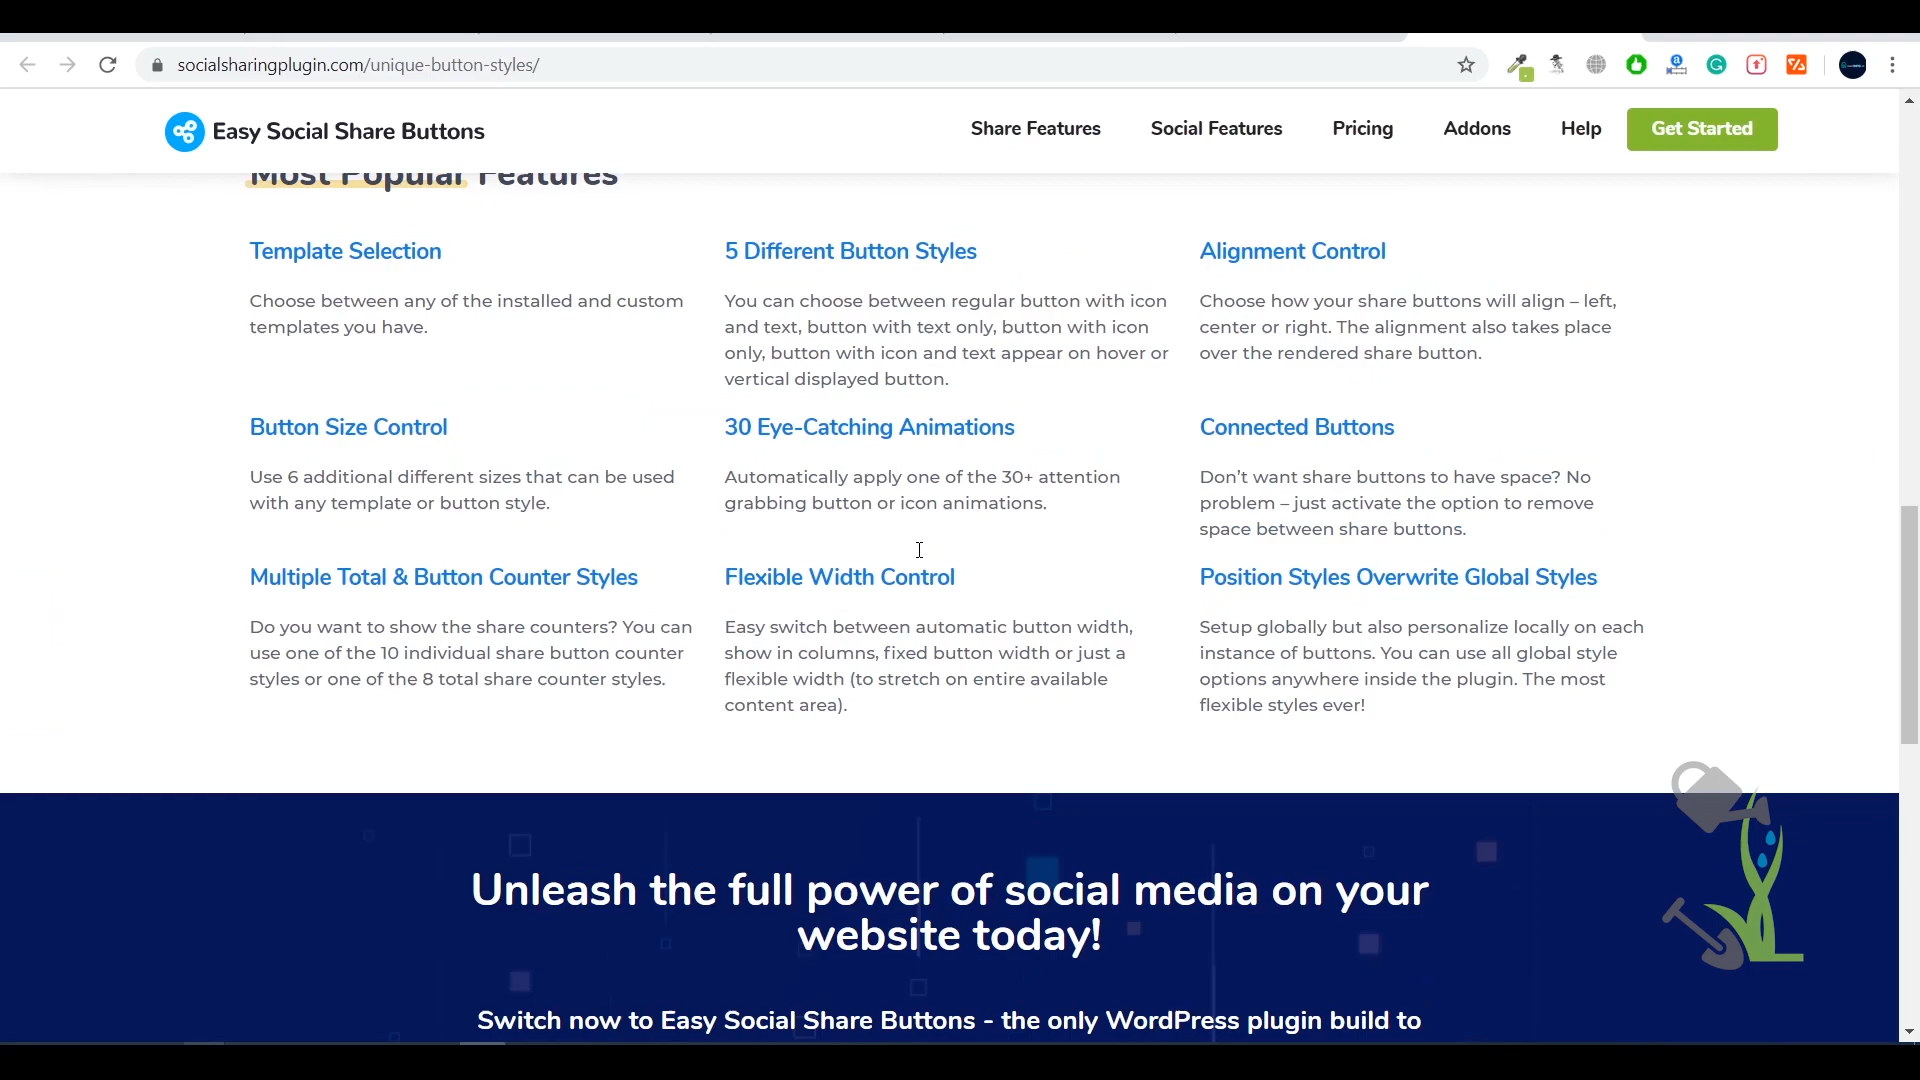 socialsharingplugin.com/unique-button-styles/
Easy Social Share Buttons
Share Features
Social Features
Pricing
Addons
Help
Get Started
Most Popular Features
Template Selection
Choose between any of the installed and custom
templates you have.
5 Different Button Styles
You can choose between regular button with icon
and text, button with text only, button with icon
only, button with icon and text appear on hover or
vertical displayed button.
Alignment Control
Choose how your share buttons will align – left,
center or right. The alignment also takes place
over the rendered share button.
Button Size Control
Use 6 additional different sizes that can be used
with any template or button style.
30 Eye-Catching Animations
Automatically apply one of the 30+ attention
grabbing button or icon animations.
Connected Buttons
Don’t want share buttons to have space? No
problem – just activate the option to remove
space between share buttons.
Multiple Total & Button Counter Styles
Do you want to show the share counters? You can
use one of the 10 individual share button counter
styles or one of the 8 total share counter styles.
Flexible Width Control
Easy switch between automatic button width,
show in columns, fixed button width or just a
flexible width (to stretch on entire available
content area).
Position Styles Overwrite Global Styles
Setup globally but also personalize locally on each
instance of buttons. You can use all global style
options anywhere inside the plugin. The most
flexible styles ever!
Unleash the full power of social media on your
website today!
Switch now to Easy Social Share Buttons - the only WordPress plugin build to